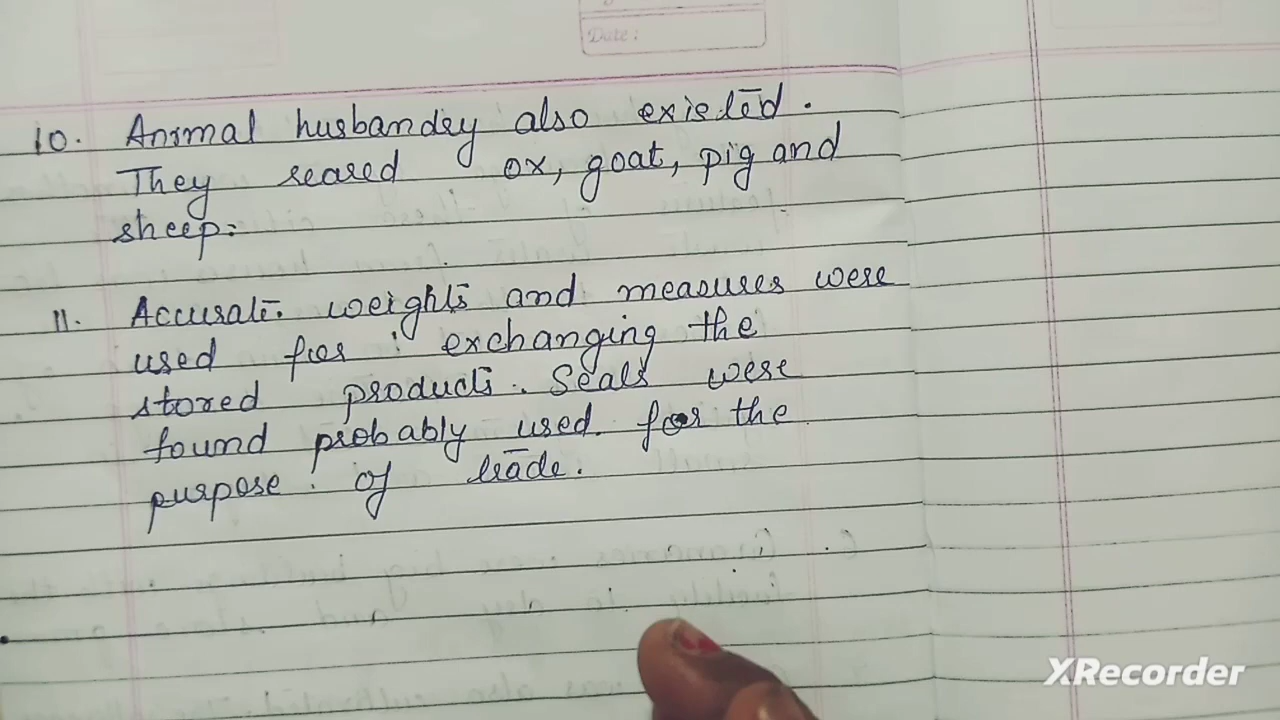 Date:
10. Animal husbandry also existed.
They reared ox, goat, pig and
sheep.
11. Accurate weights and measures were
used for exchanging the
stored products. Seals were
found probably used for the
purpose of trade.
XRecorder